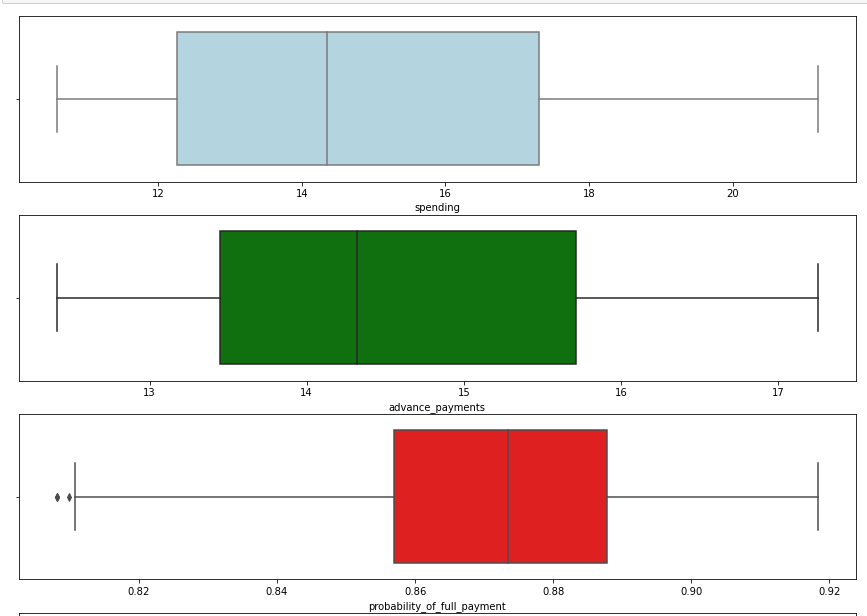 12 14 16 18 20
spending
13 14 15 16 17
advance_payments
0.82 0.84 0.86 0.88 0.90 0.92
probability_of_full_payment